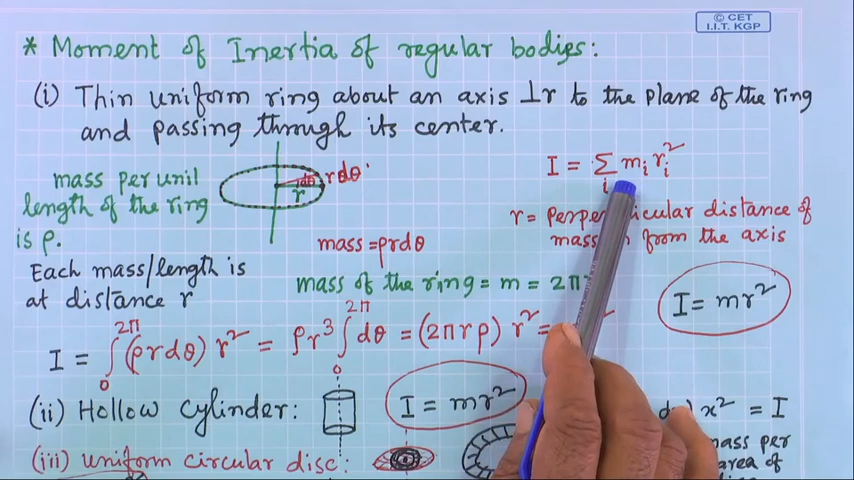 © CET
I.I.T. KGP
* Moment of Inertia of regular bodies:
(i) Thin uniform ring about an axis ⊥r to the plane of the ring
and passing through its center.
I = Σ mᵢ rᵢ²
i
mass per unit
length of the ring
is ρ.
dθ
rdθ
r
r = perpendicular distance of
from the axis
mass = ρrdθ
Each mass/length is
at distance r
mass of the ring = m = 2π
I = mr²
I = ∫₀^2π (ρrdθ) r² = ρr³ ∫₀^2π dθ = (2πrρ) r² =
(ii) Hollow cylinder:
I = mr²
x² = I
(iii) uniform circular disc:
mass per
area of